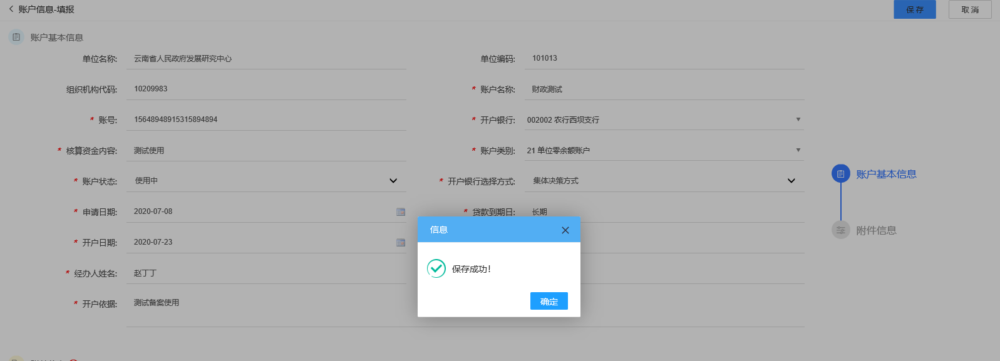 账户信息-填报
保存
取消
账户基本信息
单位名称: 云南省人民政府发展研究中心
单位编码: 101013
组织机构代码: 10209983
* 账户名称: 财政测试
* 账号: 15648948915315894894
* 开户银行: 002002 农行西坝支行
* 核算资金内容: 测试使用
* 账户类别: 21 单位零余额账户
* 账户状态: 使用中
* 开户银行选择方式: 集体决策方式
* 申请日期: 2020-07-08
* 贷款到期日: 长期
* 开户日期: 2020-07-23
* 经办人姓名: 赵丁丁
* 开户依据: 测试备案使用
信息
保存成功!
确定
账户基本信息
附件信息